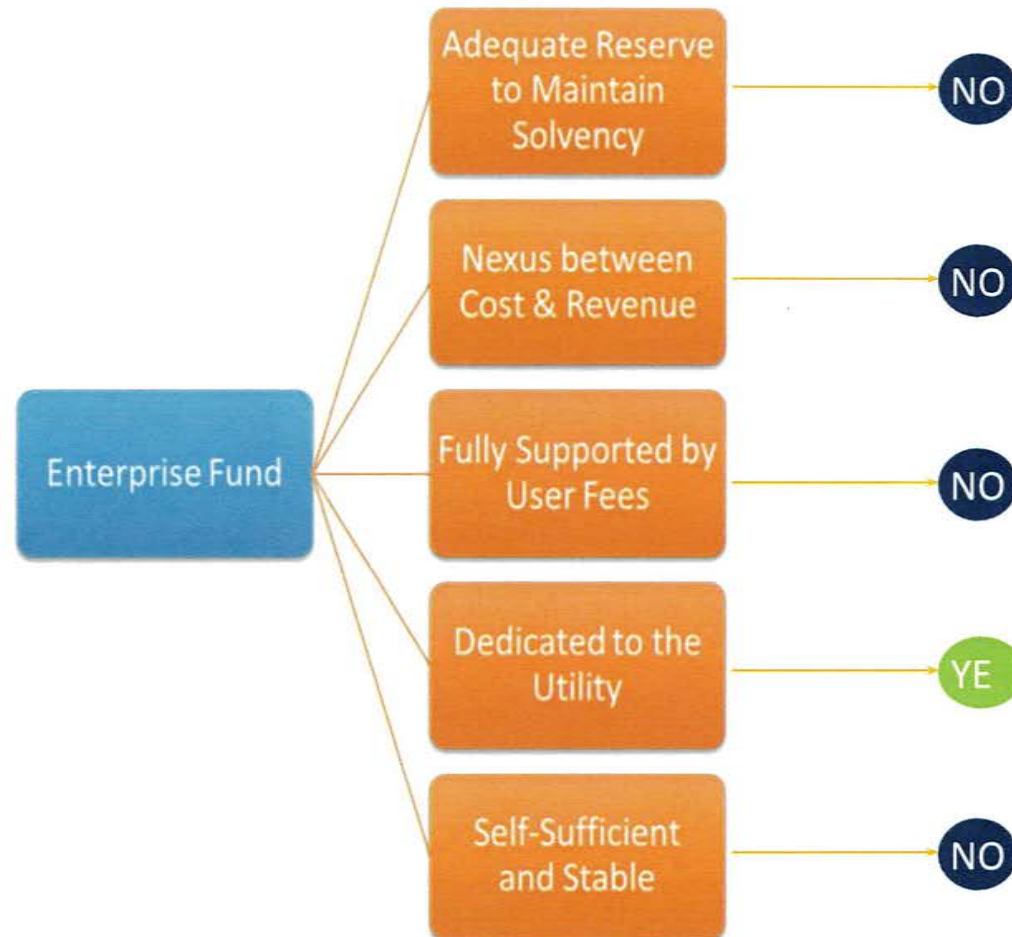 Adequate Reserve
to Maintain
Solvency
NO
Nexus between
Cost & Revenue
NO
Enterprise Fund
Fully Supported by
User Fees
NO
Dedicated to the
Utility
YE
Self-Sufficient
and Stable
NO